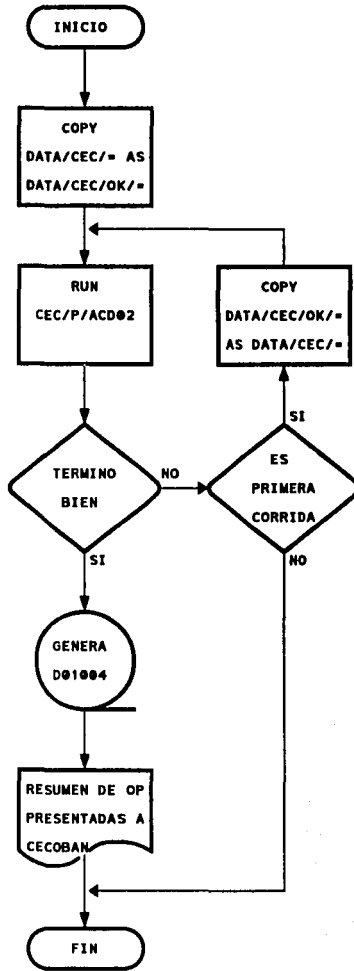 INICIO
COPY
DATA/CEC/= AS
DATA/CEC/OK/=
RUN
CEC/P/ACD02
COPY
DATA/CEC/OK/=
AS DATA/CEC/=
SI
TERMINO
BIEN
NO
ES
PRIMERA
CORRIDA
SI
NO
GENERA
D01004
RESUMEN DE OP
PRESENTADAS A
CECOBAN
FIN